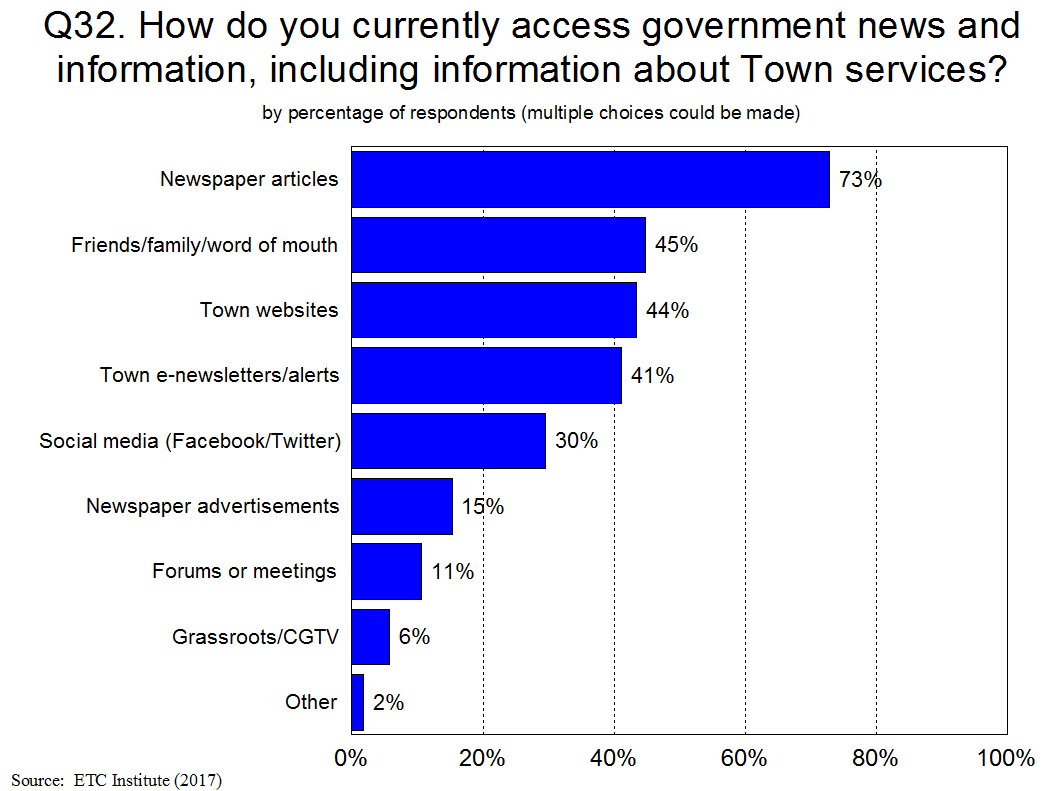 Q32. How do you currently access government news and
information, including information about Town services?
by percentage of respondents (multiple choices could be made)
Newspaper articles 73%
Friends/family/word of mouth 45%
Town websites 44%
Town e-newsletters/alerts 41%
Social media (Facebook/Twitter) 30%
Newspaper advertisements 15%
Forums or meetings 11%
Grassroots/CGTV 6%
Other 2%
0% 20% 40% 60% 80% 100%
Source: ETC Institute (2017)